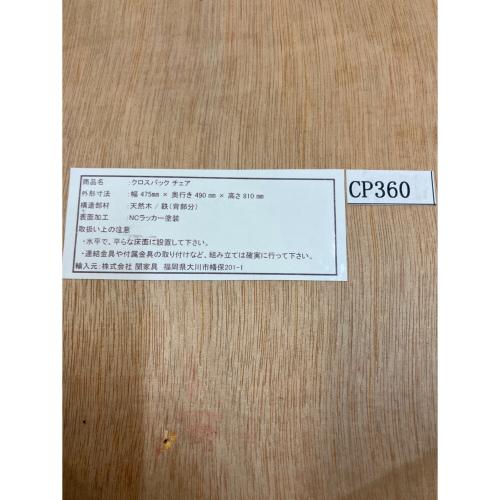 商品名 :クロスバック チェア
外形寸法 :幅 475mm × 奥行き 490 mm × 高さ 810 mm
構造部材 :天然木 / 鉄(背部分)
表面加工 :NCラッカー塗装
取扱い上の注意
・水平で、平らな床面に設置して下さい。
・連結金具や付属金具の取り付けなど、組み立ては確実に行って下さい。
輸入元:株式会社 関家具 福岡県大川市幡保201-1
CP360